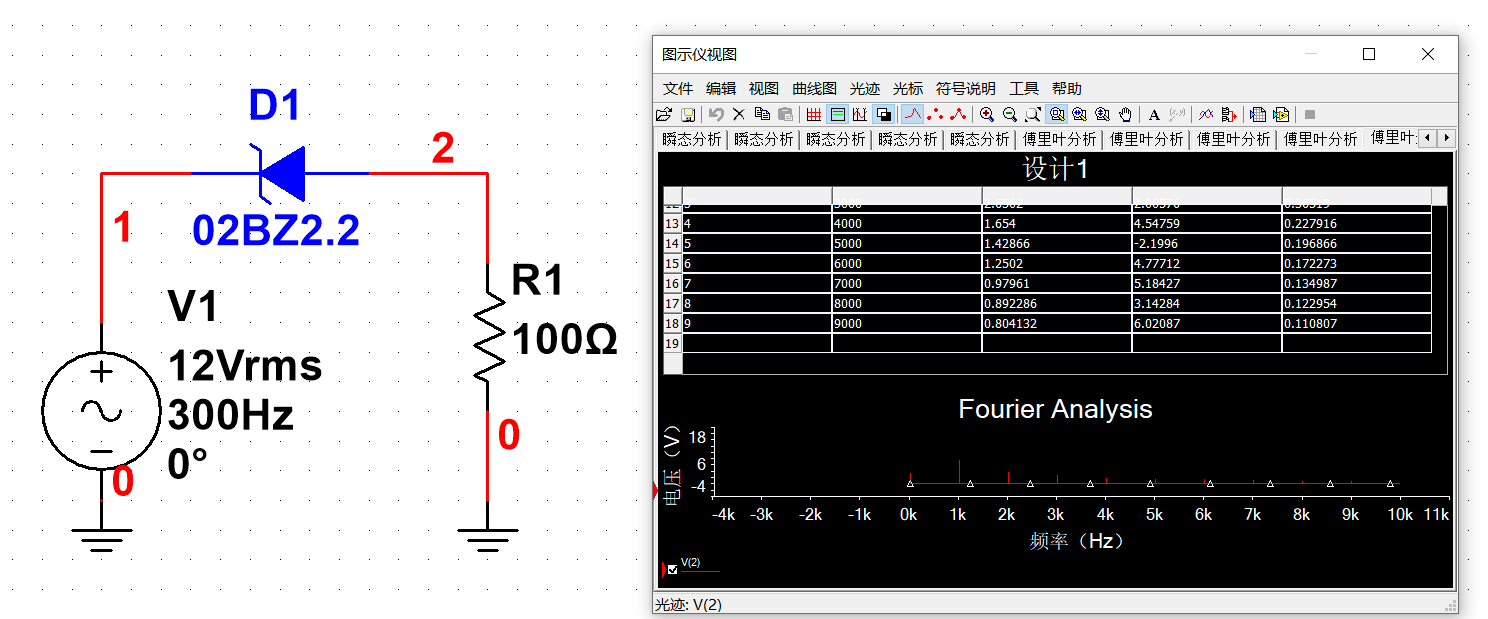 D1
02BZ2.2
2
1
V1
12Vrms
300Hz
0°
0
R1
100Ω
0
图示仪视图
文件 编辑 视图 曲线图 光迹 光标 符号说明 工具 帮助
瞬态分析 瞬态分析 瞬态分析 瞬态分析 瞬态分析 傅里叶分析 傅里叶分析 傅里叶分析 傅里叶分析 傅里叶
设计1
13 4 4000 1.654 4.54759 0.227916
14 5 5000 1.42866 -2.1996 0.196866
15 6 6000 1.2502 4.77712 0.172273
16 7 7000 0.97961 5.18427 0.134987
17 8 8000 0.892286 3.14284 0.122954
18 9 9000 0.804132 6.02087 0.110807
19
Fourier Analysis
电压（V）
18
6
-4
-4k -3k -2k -1k 0k 1k 2k 3k 4k 5k 6k 7k 8k 9k 10k 11k
频率（Hz）
V(2)
光迹: V(2)